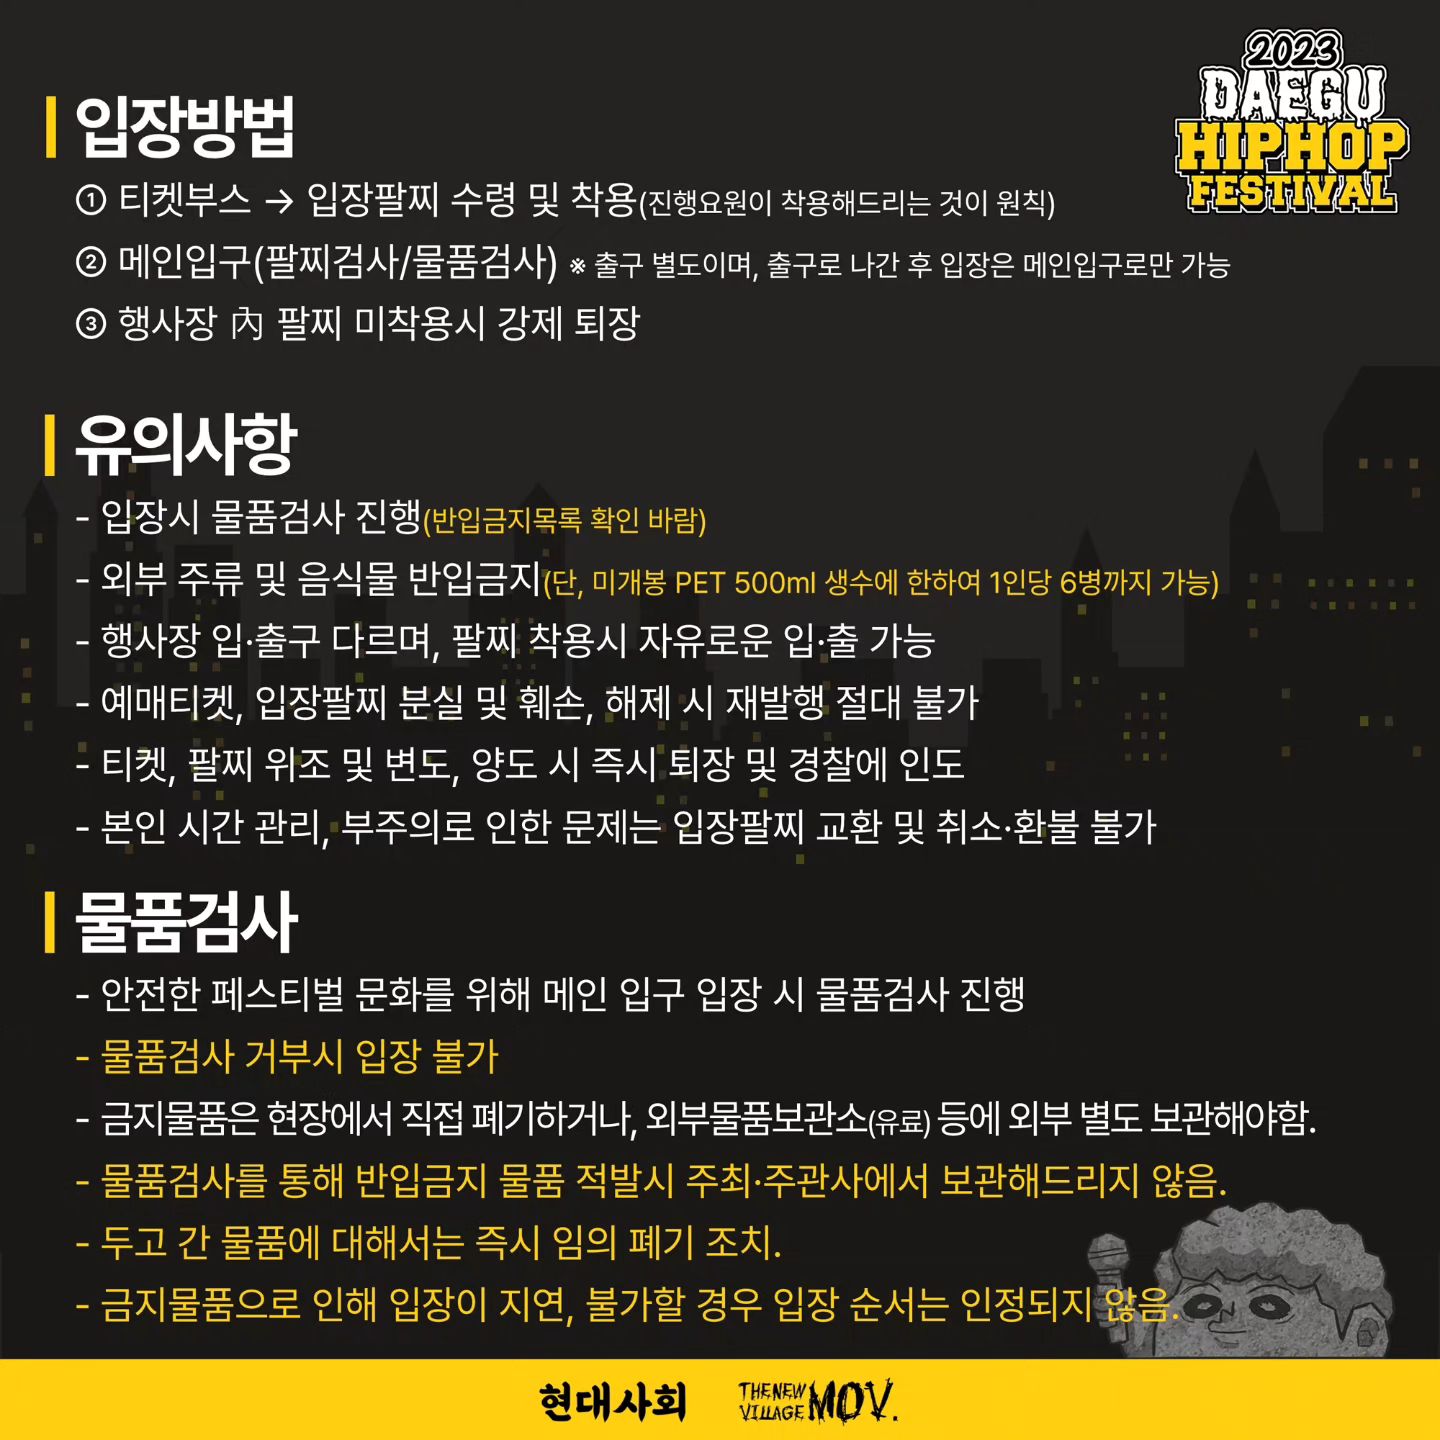 2023
DAEGU
HIPHOP
FESTIVAL
입장방법
① 티켓부스 → 입장팔찌 수령 및 착용(진행요원이 착용해드리는 것이 원칙)
② 메인입구(팔찌검사/물품검사) ※ 출구 별도이며, 출구로 나간 후 입장은 메인입구로만 가능
③ 행사장 內 팔찌 미착용시 강제 퇴장
유의사항
- 입장시 물품검사 진행(반입금지목록 확인 바람)
- 외부 주류 및 음식물 반입금지(단, 미개봉 PET 500ml 생수에 한하여 1인당 6병까지 가능)
- 행사장 입·출구 다르며, 팔찌 착용시 자유로운 입·출 가능
- 예매티켓, 입장팔찌 분실 및 훼손, 해제 시 재발행 절대 불가
- 티켓, 팔찌 위조 및 변도, 양도 시 즉시 퇴장 및 경찰에 인도
- 본인 시간 관리, 부주의로 인한 문제는 입장팔찌 교환 및 취소·환불 불가
물품검사
- 안전한 페스티벌 문화를 위해 메인 입구 입장 시 물품검사 진행
- 물품검사 거부시 입장 불가
- 금지물품은 현장에서 직접 폐기하거나, 외부물품보관소(유료) 등에 외부 별도 보관해야함.
- 물품검사를 통해 반입금지 물품 적발시 주최·주관사에서 보관해드리지 않음.
- 두고 간 물품에 대해서는 즉시 임의 폐기 조치.
- 금지물품으로 인해 입장이 지연, 불가할 경우 입장 순서는 인정되지 않음.
현대사회
THE NEW VILLAGE MOV.